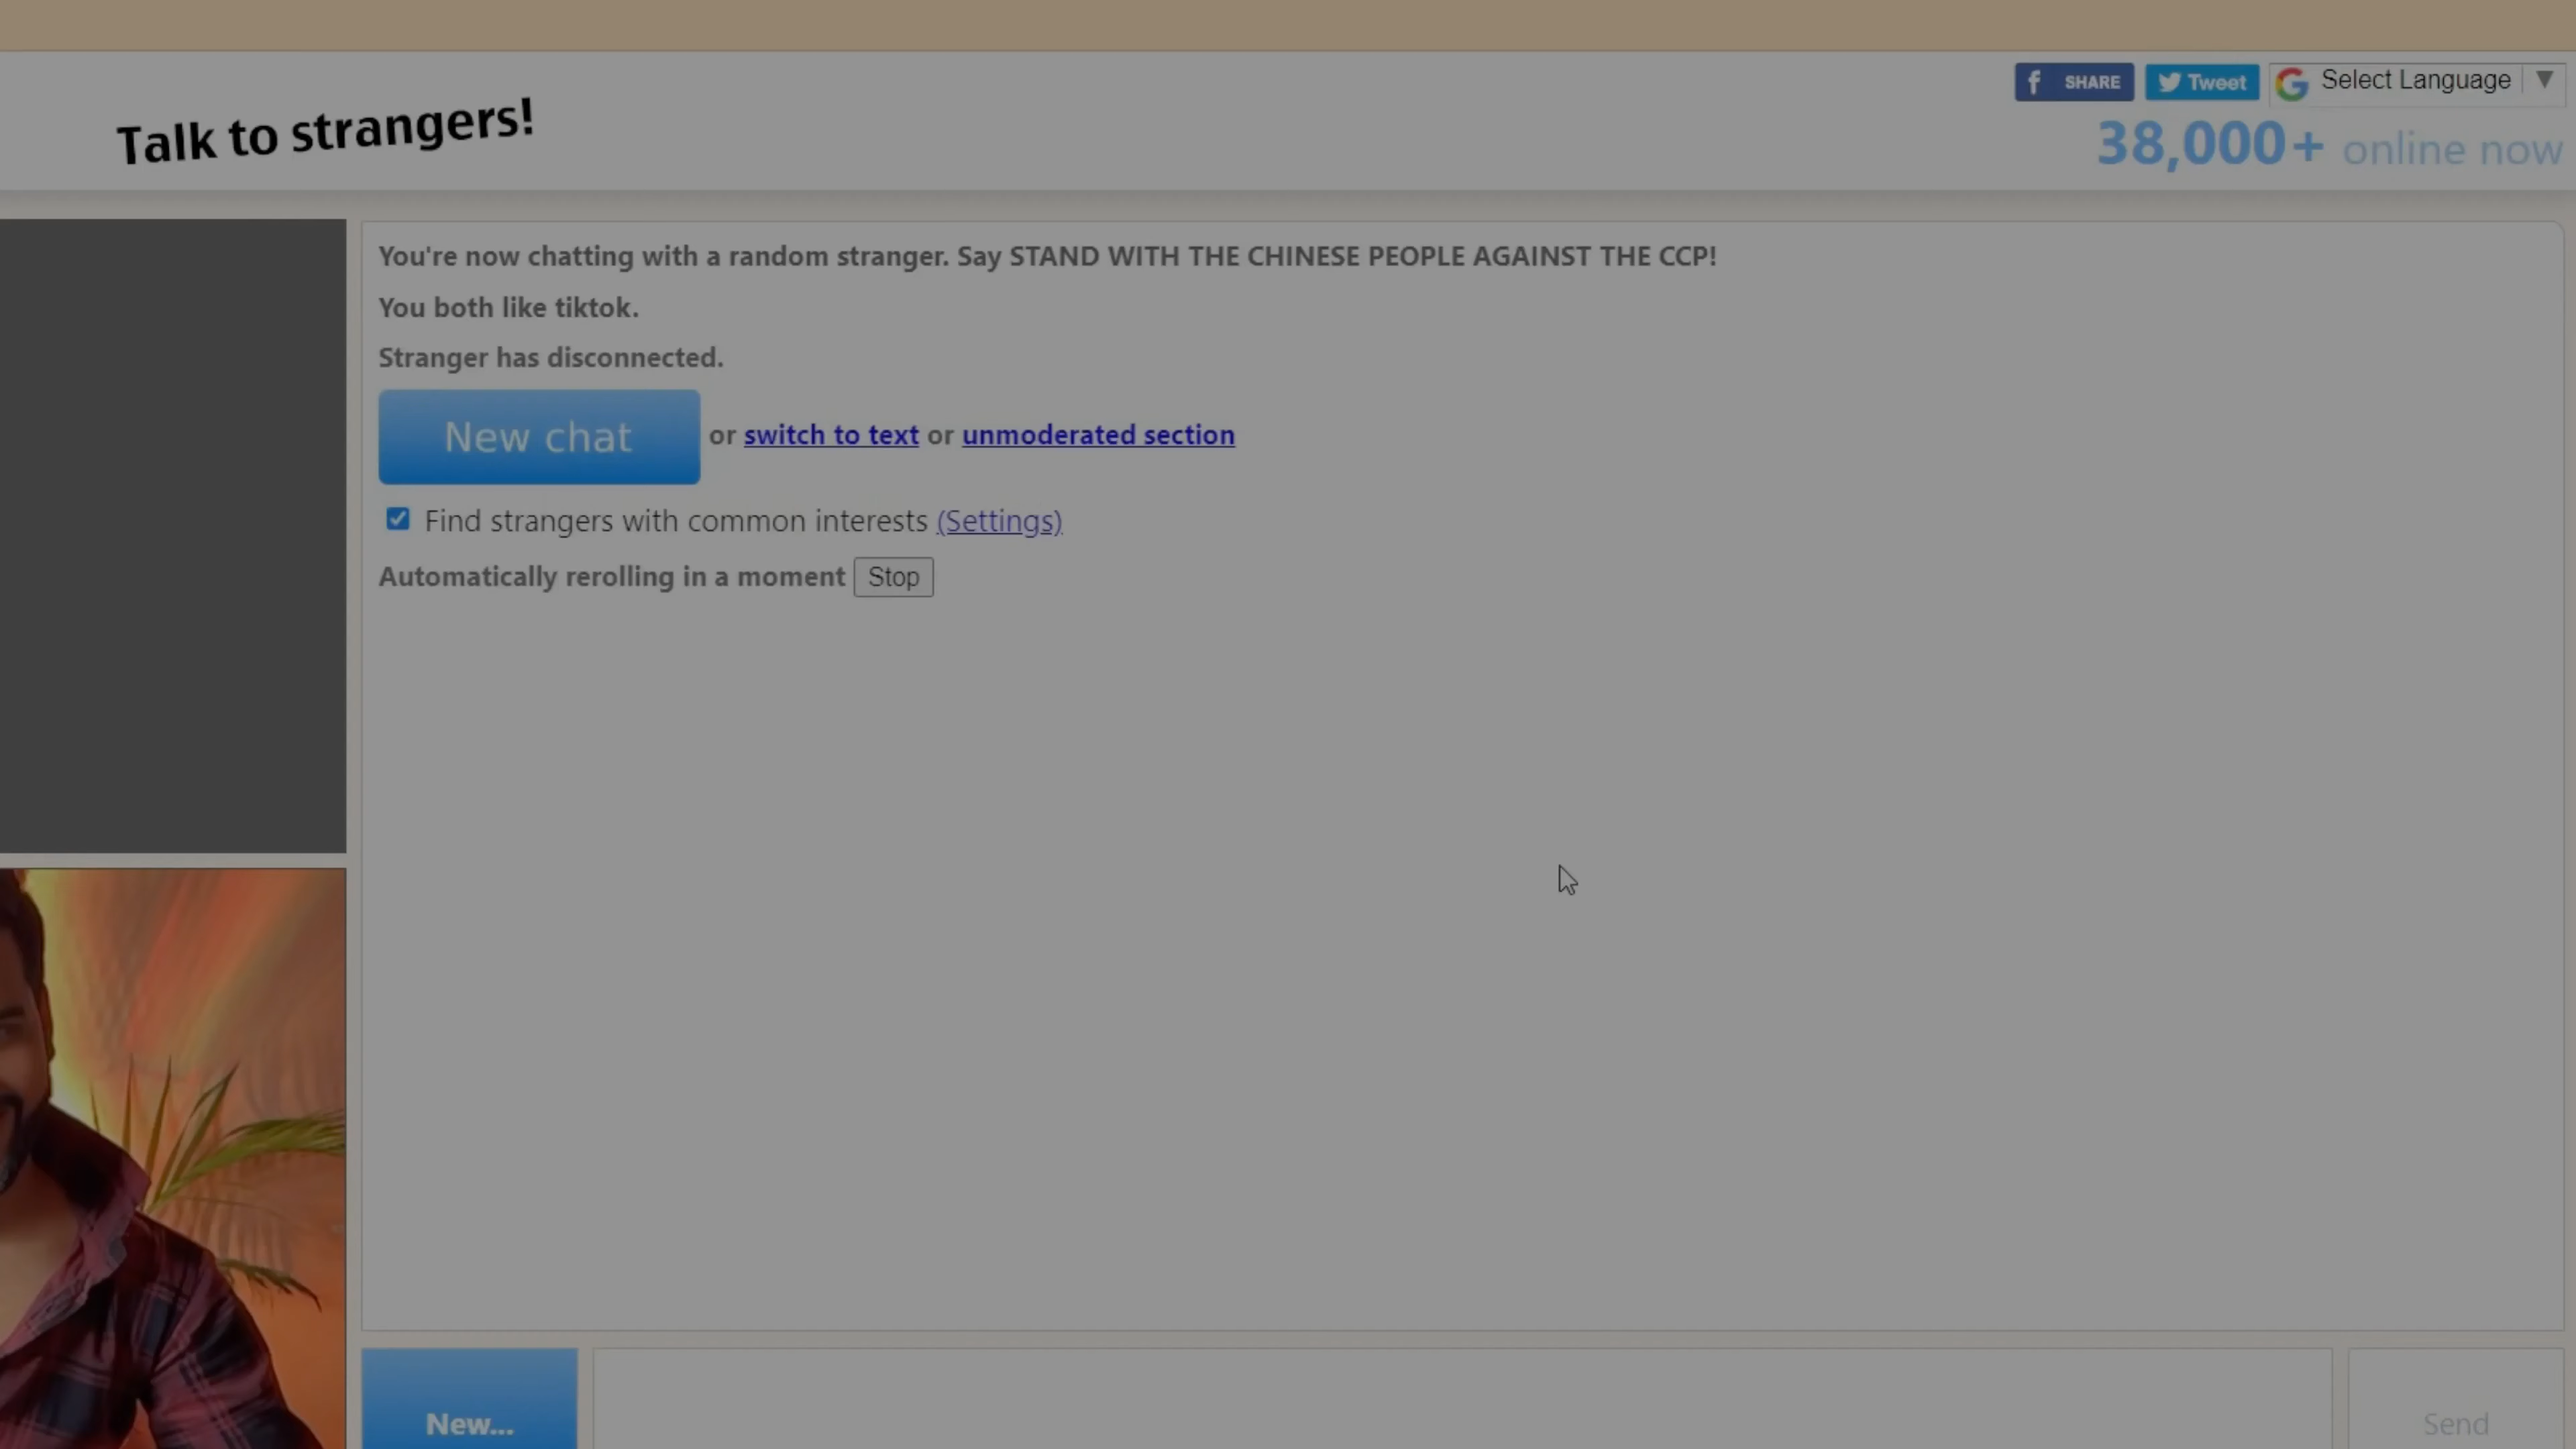 Talk to strangers!
f SHARE Tweet G Select Language ▼
38,000+ online now
You're now chatting with a random stranger. Say STAND WITH THE CHINESE PEOPLE AGAINST THE CCP!
You both like tiktok.
Stranger has disconnected.
New chat or switch to text or unmoderated section
Find strangers with common interests (Settings)
Automatically rerolling in a moment Stop
New...
Send